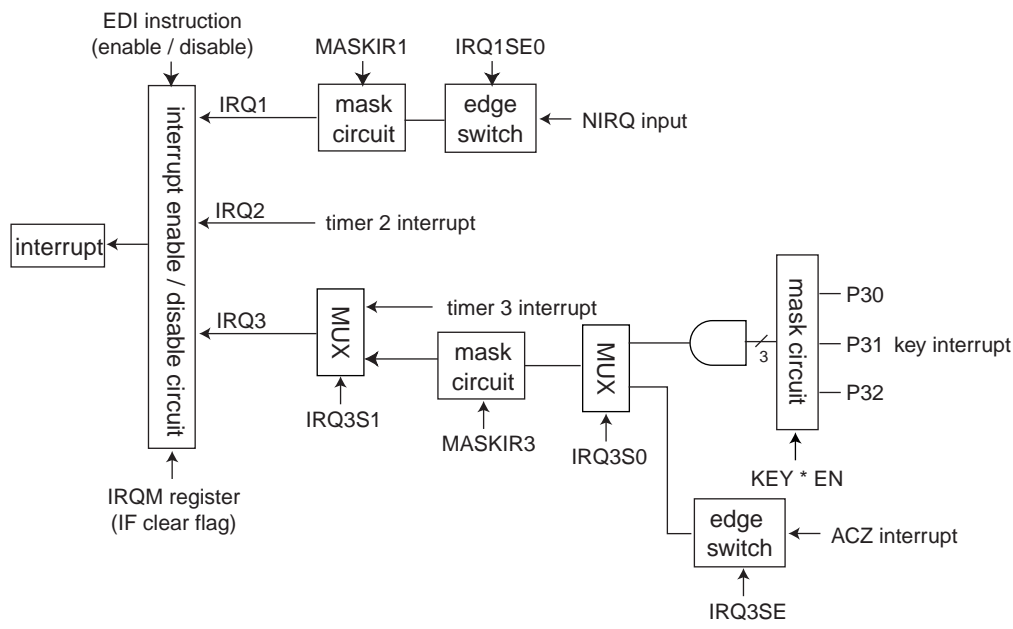 EDI instruction
(enable / disable)
MASKIR1
IRQ1SE0
IRQ1
mask
circuit
edge
switch
NIRQ input
interrupt enable / disable circuit
IRQ2
timer 2 interrupt
interrupt
IRQ3
MUX
timer 3 interrupt
mask
circuit
MUX
3
mask circuit
P30
P31 key interrupt
P32
IRQ3S1
MASKIR3
IRQ3S0
KEY * EN
IRQM register
(IF clear flag)
edge
switch
ACZ interrupt
IRQ3SE